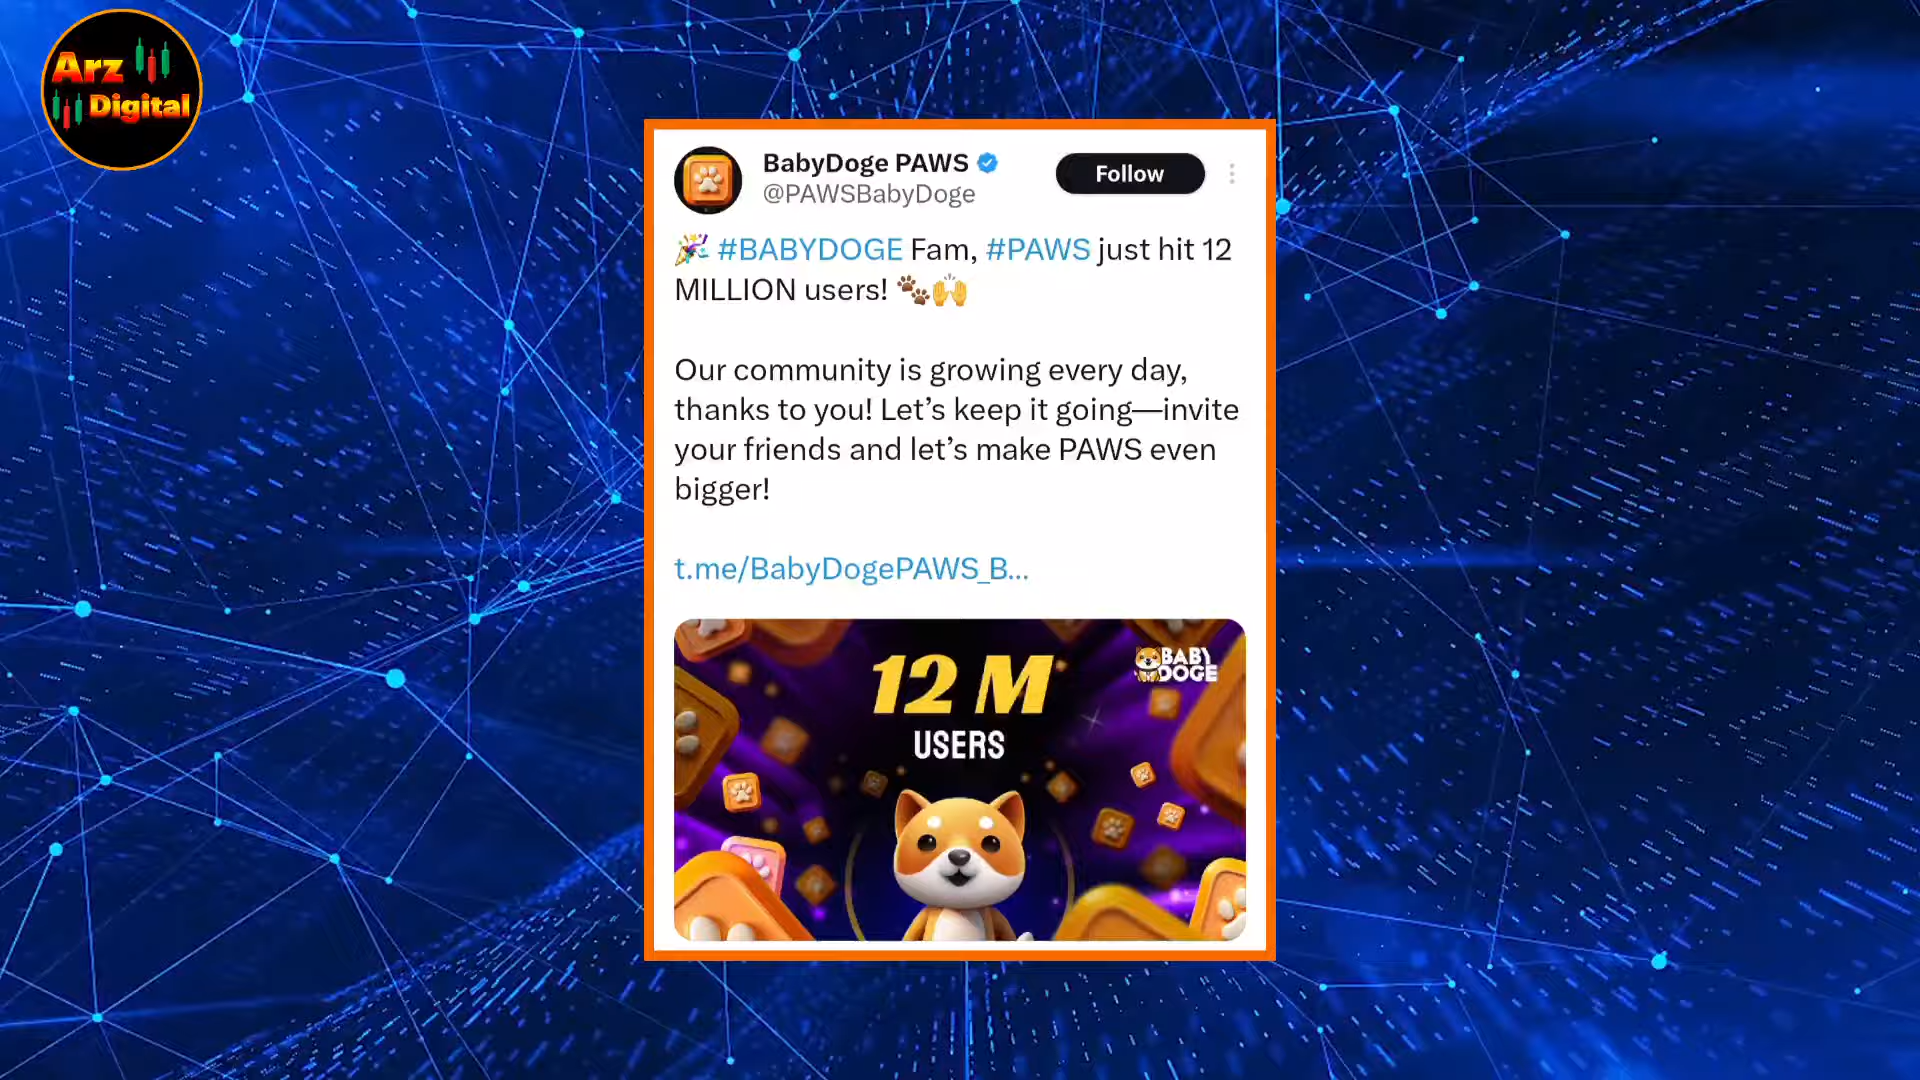 Arz
Digital
BabyDoge PAWS
@PAWSBabyDoge
Follow
🎉 #BABYDOGE Fam, #PAWS just hit 12
MILLION users! 🐾🙌
Our community is growing every day,
thanks to you! Let’s keep it going—invite
your friends and let’s make PAWS even
bigger!
t.me/BabyDogePAWS_B...
12 M
USERS
BABY
DOGE